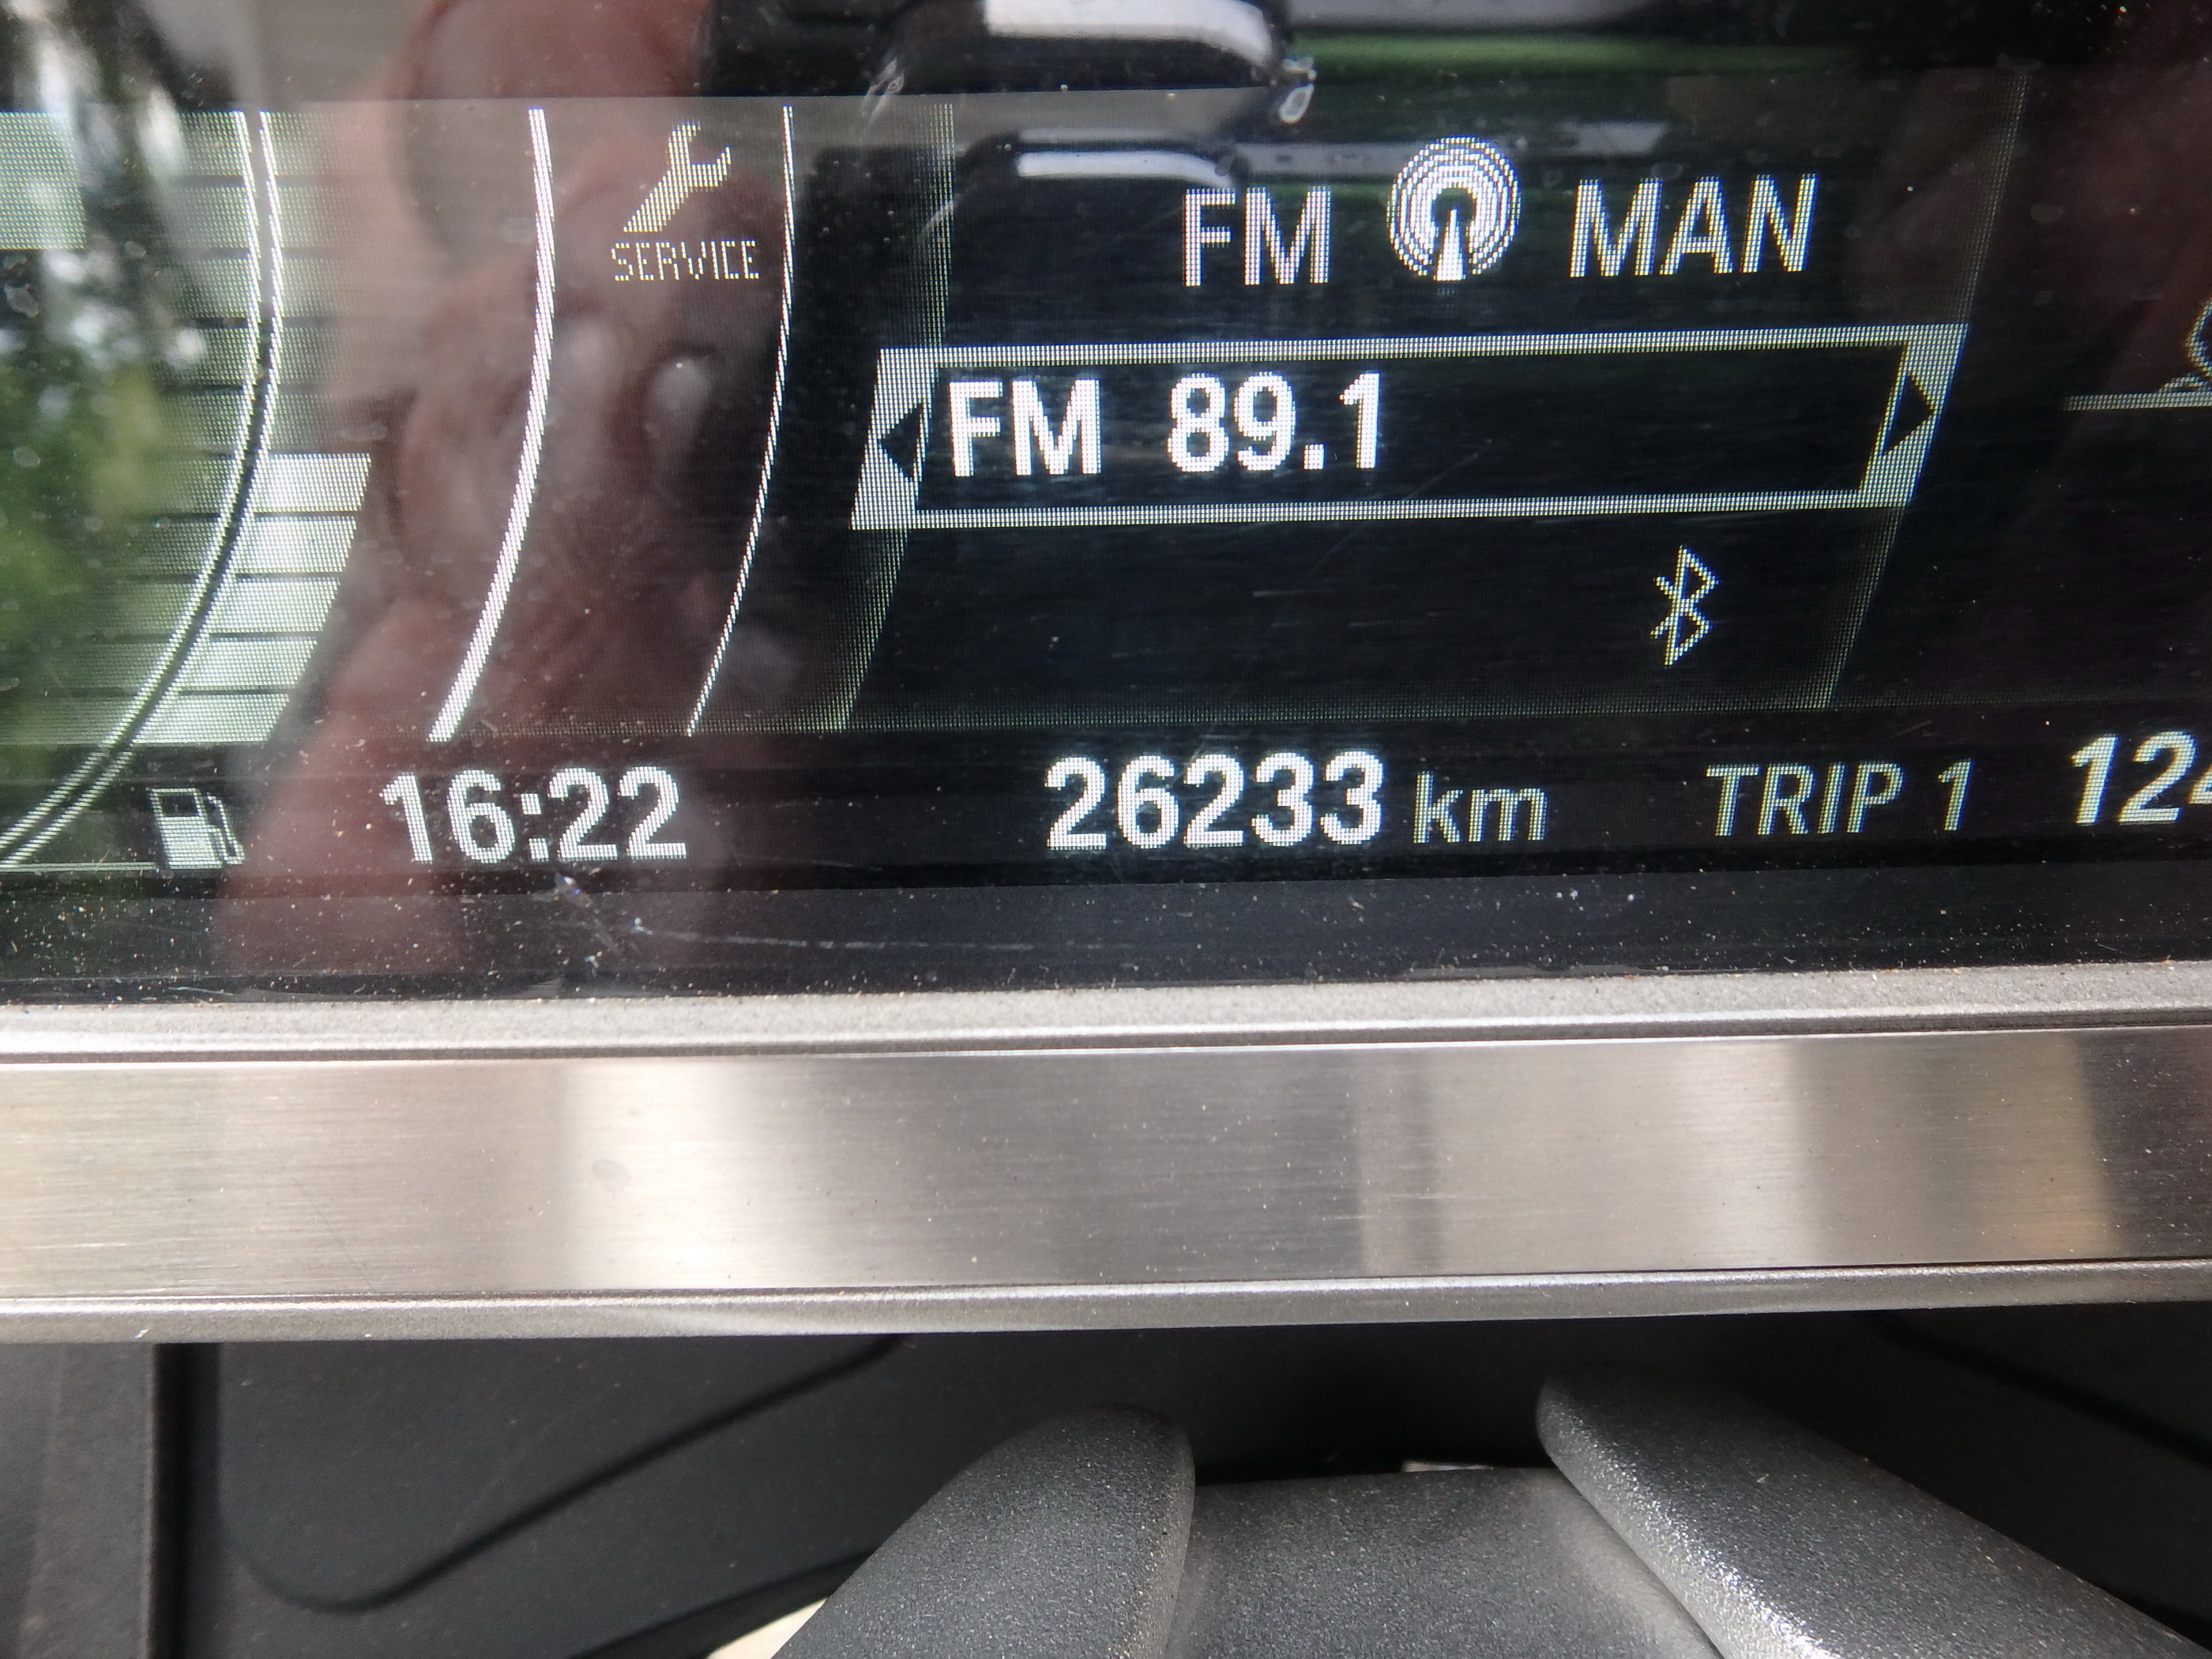 SERVICE
FM MAN
FM 89.1
16:22 26233 km TRIP 1